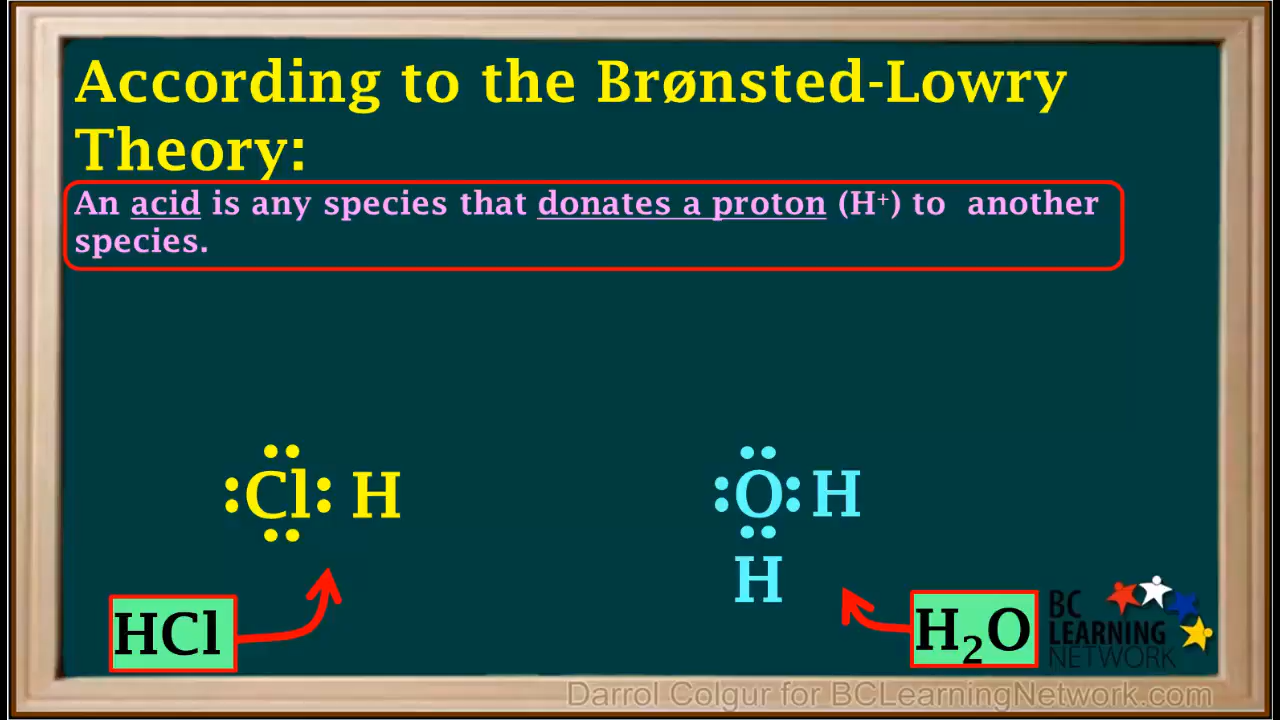 According to the Brønsted-Lowry
Theory:
An acid is any species that donates a proton (H⁺) to another
species.
:Cl: H
:O:H
H
HCl
H₂O
BC
LEARNING
NETWORK
Darrol Colgur for BCLearningNetwork.com